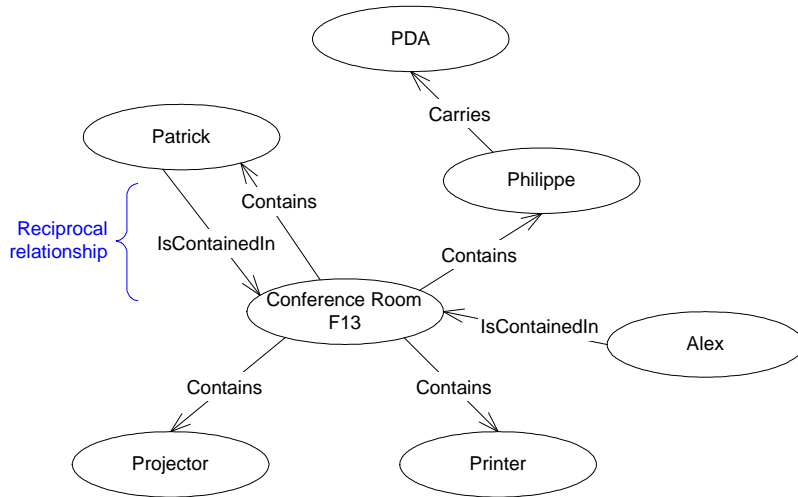 PDA
Carries
Patrick
Philippe
Contains
Reciprocal
relationship
IsContainedIn
Contains
Conference Room
F13
IsContainedIn
Alex
Contains
Contains
Projector
Printer